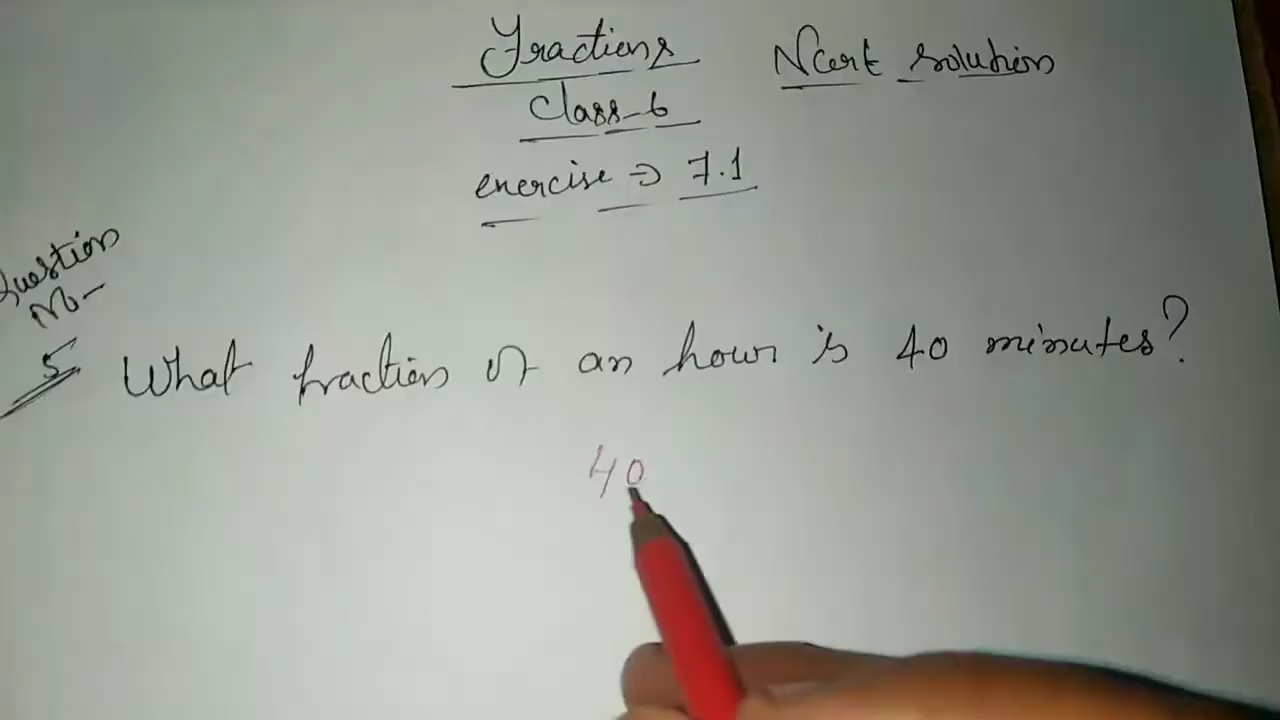 Fractions Ncert solution
Class-6
exercise ⇒ 7.1
Question
No-
5 What fraction of an hour is 40 minutes?
40